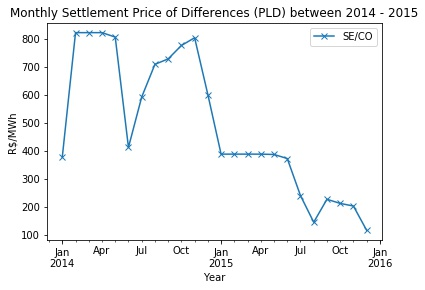 Monthly Settlement Price of Differences (PLD) between 2014 - 2015
SE/CO
800
700
600
500
400
300
200
100
R$/MWh
Jan Apr Jul Oct Jan Apr Jul Oct Jan
2014 2015 2016
Year